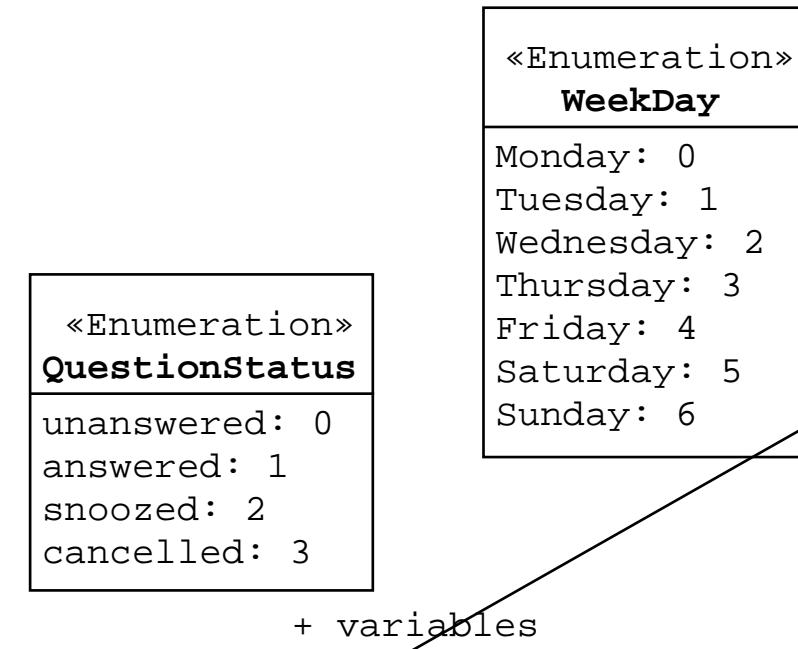 «Enumeration»
WeekDay
Monday: 0
Tuesday: 1
Wednesday: 2
Thursday: 3
Friday: 4
Saturday: 5
Sunday: 6
«Enumeration»
QuestionStatus
unanswered: 0
answered: 1
snoozed: 2
cancelled: 3
+ variables